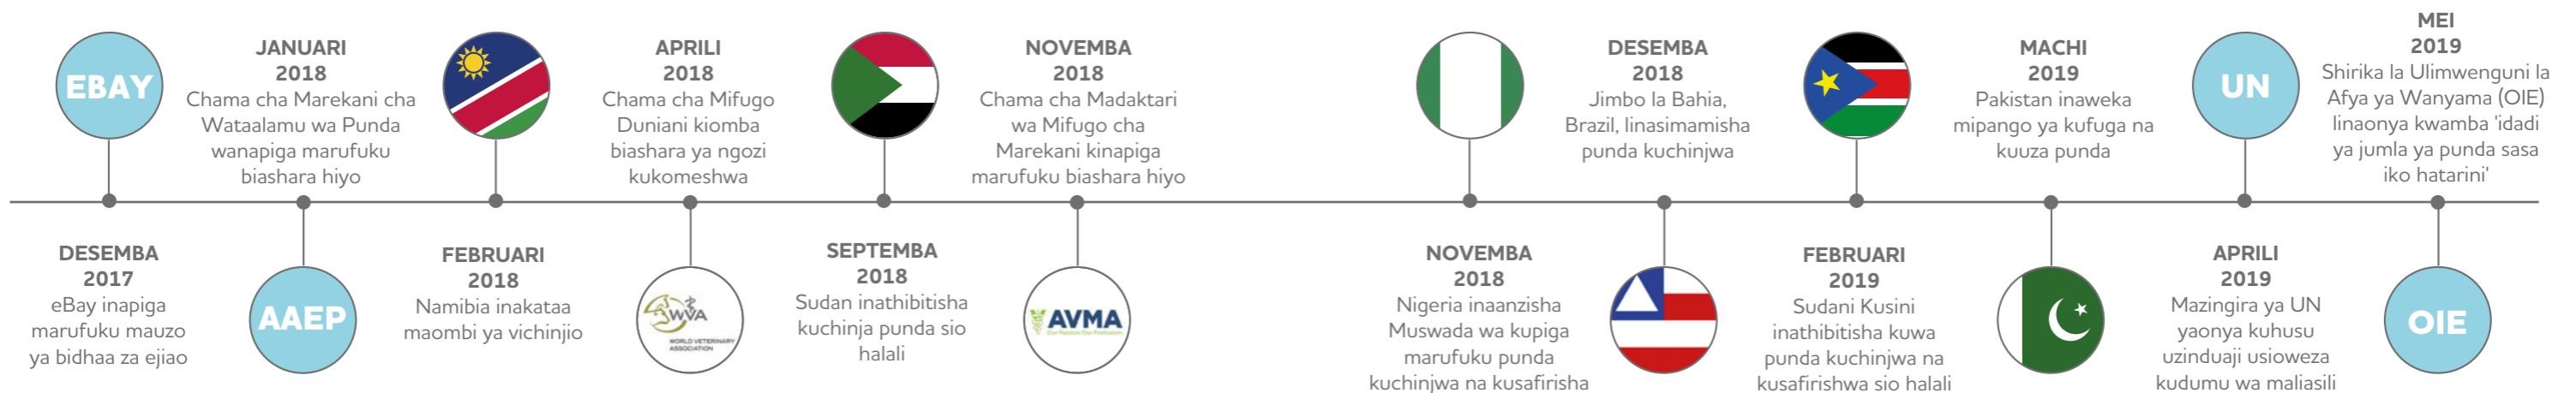 EBAY
DESEMBA
2017
eBay inapiga
marufuku mauzo
ya bidhaa za ejiao
JANUARI
2018
Chama cha Marekani cha
Wataalamu wa Punda
wanapiga marufuku
biashara hiyo
AAEP
FEBRUARI
2018
Namibia inakataa
maombi ya vichinjio
APRILI
2018
Chama cha Mifugo
Duniani kiomba
biashara ya ngozi
kukomeshwa
WVA
WORLD VETERINARY
ASSOCIATION
SEPTEMBA
2018
Sudan inathibitisha
kuchinja punda sio
halali
NOVEMBA
2018
Chama cha Madaktari
wa Mifugo cha
Marekani kinapiga
marufuku biashara hiyo
AVMA
Our Passion. Our Profession.
NOVEMBA
2018
Nigeria inaanzisha
Muswada wa kupiga
marufuku punda
kuchinjwa na kusafirisha
DESEMBA
2018
Jimbo la Bahia,
Brazil, linasimamisha
punda kuchinjwa
FEBRUARI
2019
Sudani Kusini
inathibitisha kuwa
punda kuchinjwa na
kusafirishwa sio halali
MACHI
2019
Pakistan inaweka
mipango ya kufuga na
kuuza punda
UN
APRILI
2019
Mazingira ya UN
yaonya kuhusu
uzinduaji usioweza
kudumu wa maliasili
MEI
2019
Shirika la Ulimwenguni la
Afya ya Wanyama (OIE)
linaonya kwamba 'idadi
ya jumla ya punda sasa
iko hatarini'
OIE